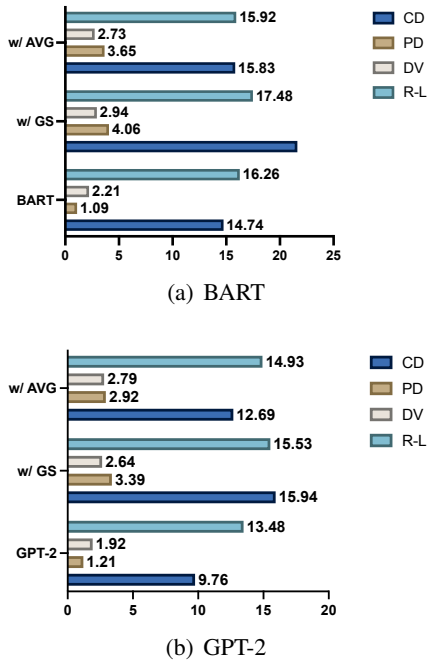 15.92
w/ AVG
2.73
3.65
15.83
17.48
w/ GS
2.94
4.06
16.26
BART
2.21
1.09
14.74
0 5 10 15 20 25
CD
PD
DV
R-L
(a) BART
14.93
w/ AVG
2.79
2.92
12.69
15.53
w/ GS
2.64
3.39
15.94
13.48
GPT-2
1.92
1.21
9.76
0 5 10 15 20
CD
PD
DV
R-L
(b) GPT-2